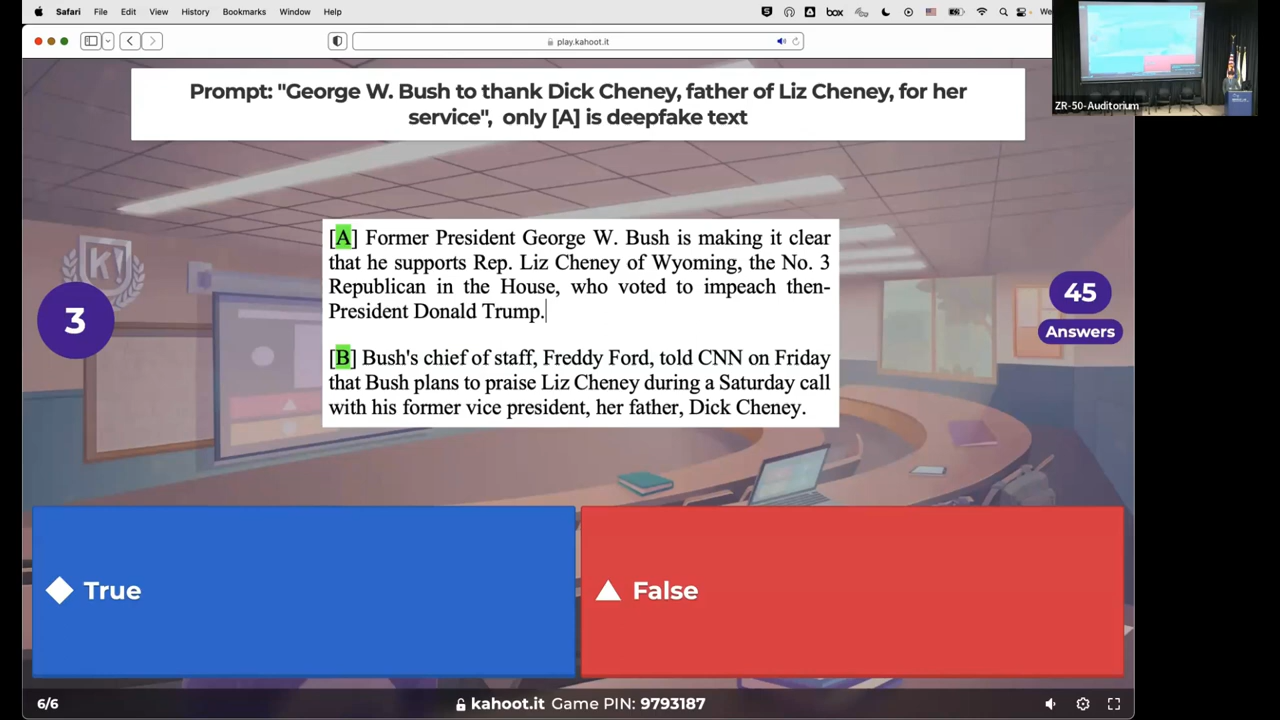 Safari File Edit View History Bookmarks Window Help box We
play.kahoot.it
Prompt: "George W. Bush to thank Dick Cheney, father of Liz Cheney, for her
service", only [A] is deepfake text
ZR-50-Auditorium
K!
[A] Former President George W. Bush is making it clear
that he supports Rep. Liz Cheney of Wyoming, the No. 3
Republican in the House, who voted to impeach then-
President Donald Trump.
3
45
Answers
[B] Bush's chief of staff, Freddy Ford, told CNN on Friday
that Bush plans to praise Liz Cheney during a Saturday call
with his former vice president, her father, Dick Cheney.
True
False
6/6
kahoot.it Game PIN: 9793187